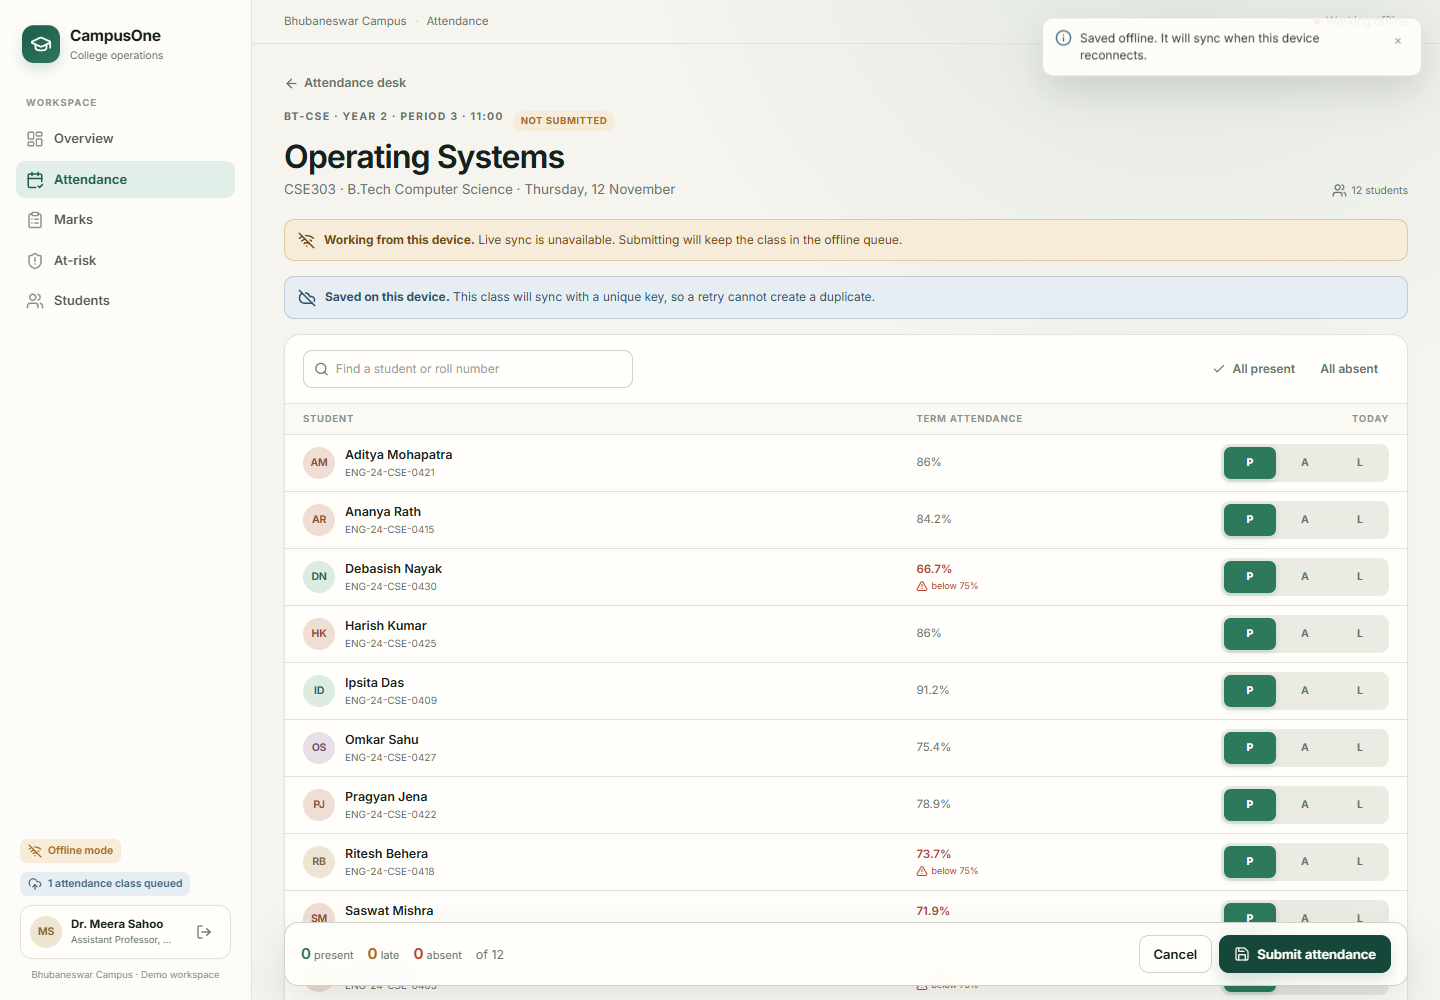 CampusOne
College operations
WORKSPACE
Overview
Attendance
Marks
At-risk
Students
Offline mode
1 attendance class queued
MS
Dr. Meera Sahoo
Assistant Professor, ...
Bhubaneswar Campus · Demo workspace
Bhubaneswar Campus · Attendance
Working offline
Saved offline. It will sync when this device
reconnects.
×
Attendance desk
BT-CSE · YEAR 2 · PERIOD 3 · 11:00 NOT SUBMITTED
Operating Systems
CSE303 · B.Tech Computer Science · Thursday, 12 November
12 students
Working from this device. Live sync is unavailable. Submitting will keep the class in the offline queue.
Saved on this device. This class will sync with a unique key, so a retry cannot create a duplicate.
Find a student or roll number
All present All absent
STUDENT TERM ATTENDANCE TODAY
AM Aditya Mohapatra 86% P A L
ENG-24-CSE-0421
AR Ananya Rath 84.2% P A L
ENG-24-CSE-0415
DN Debasish Nayak 66.7% P A L
ENG-24-CSE-0430 below 75%
HK Harish Kumar 86% P A L
ENG-24-CSE-0425
ID Ipsita Das 91.2% P A L
ENG-24-CSE-0409
OS Omkar Sahu 75.4% P A L
ENG-24-CSE-0427
PJ Pragyan Jena 78.9% P A L
ENG-24-CSE-0422
RB Ritesh Behera 73.7% P A L
ENG-24-CSE-0418 below 75%
SM Saswat Mishra 71.9% P A L
0 present 0 late 0 absent of 12
Cancel Submit attendance